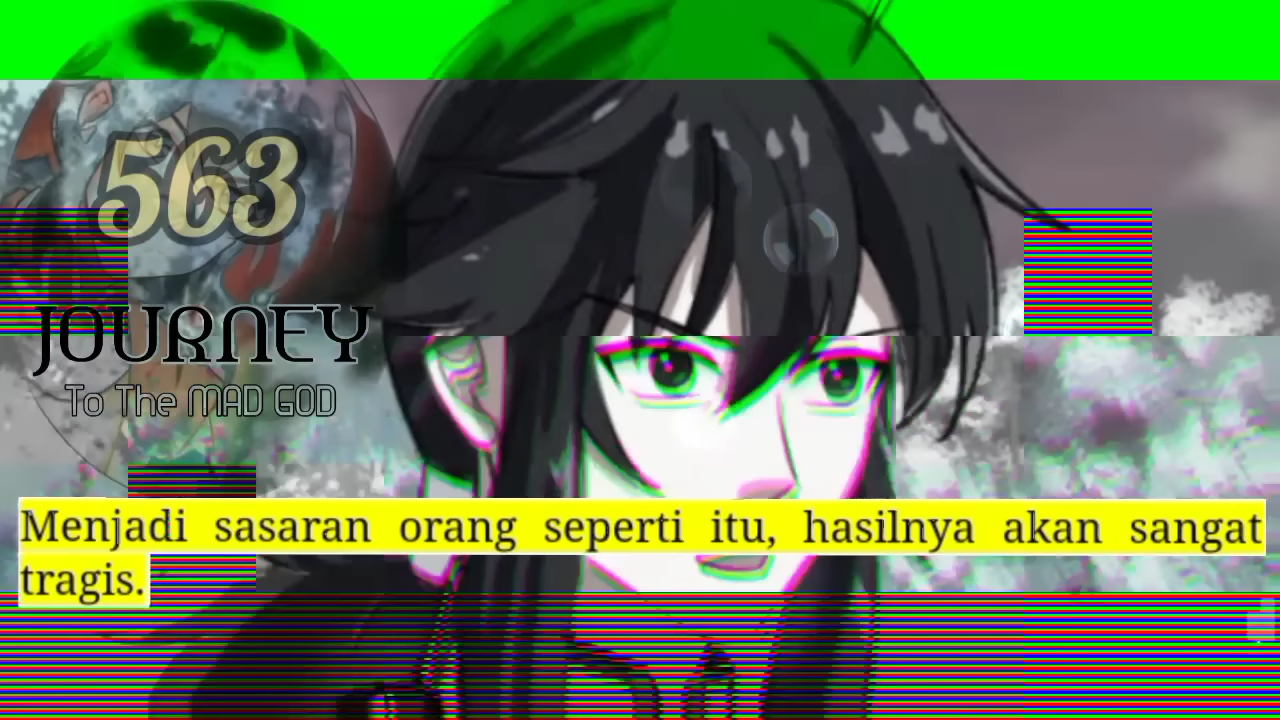 563
JOURNEY
To The MAD GOD
Menjadi sasaran orang seperti itu, hasilnya akan sangat
tragis.